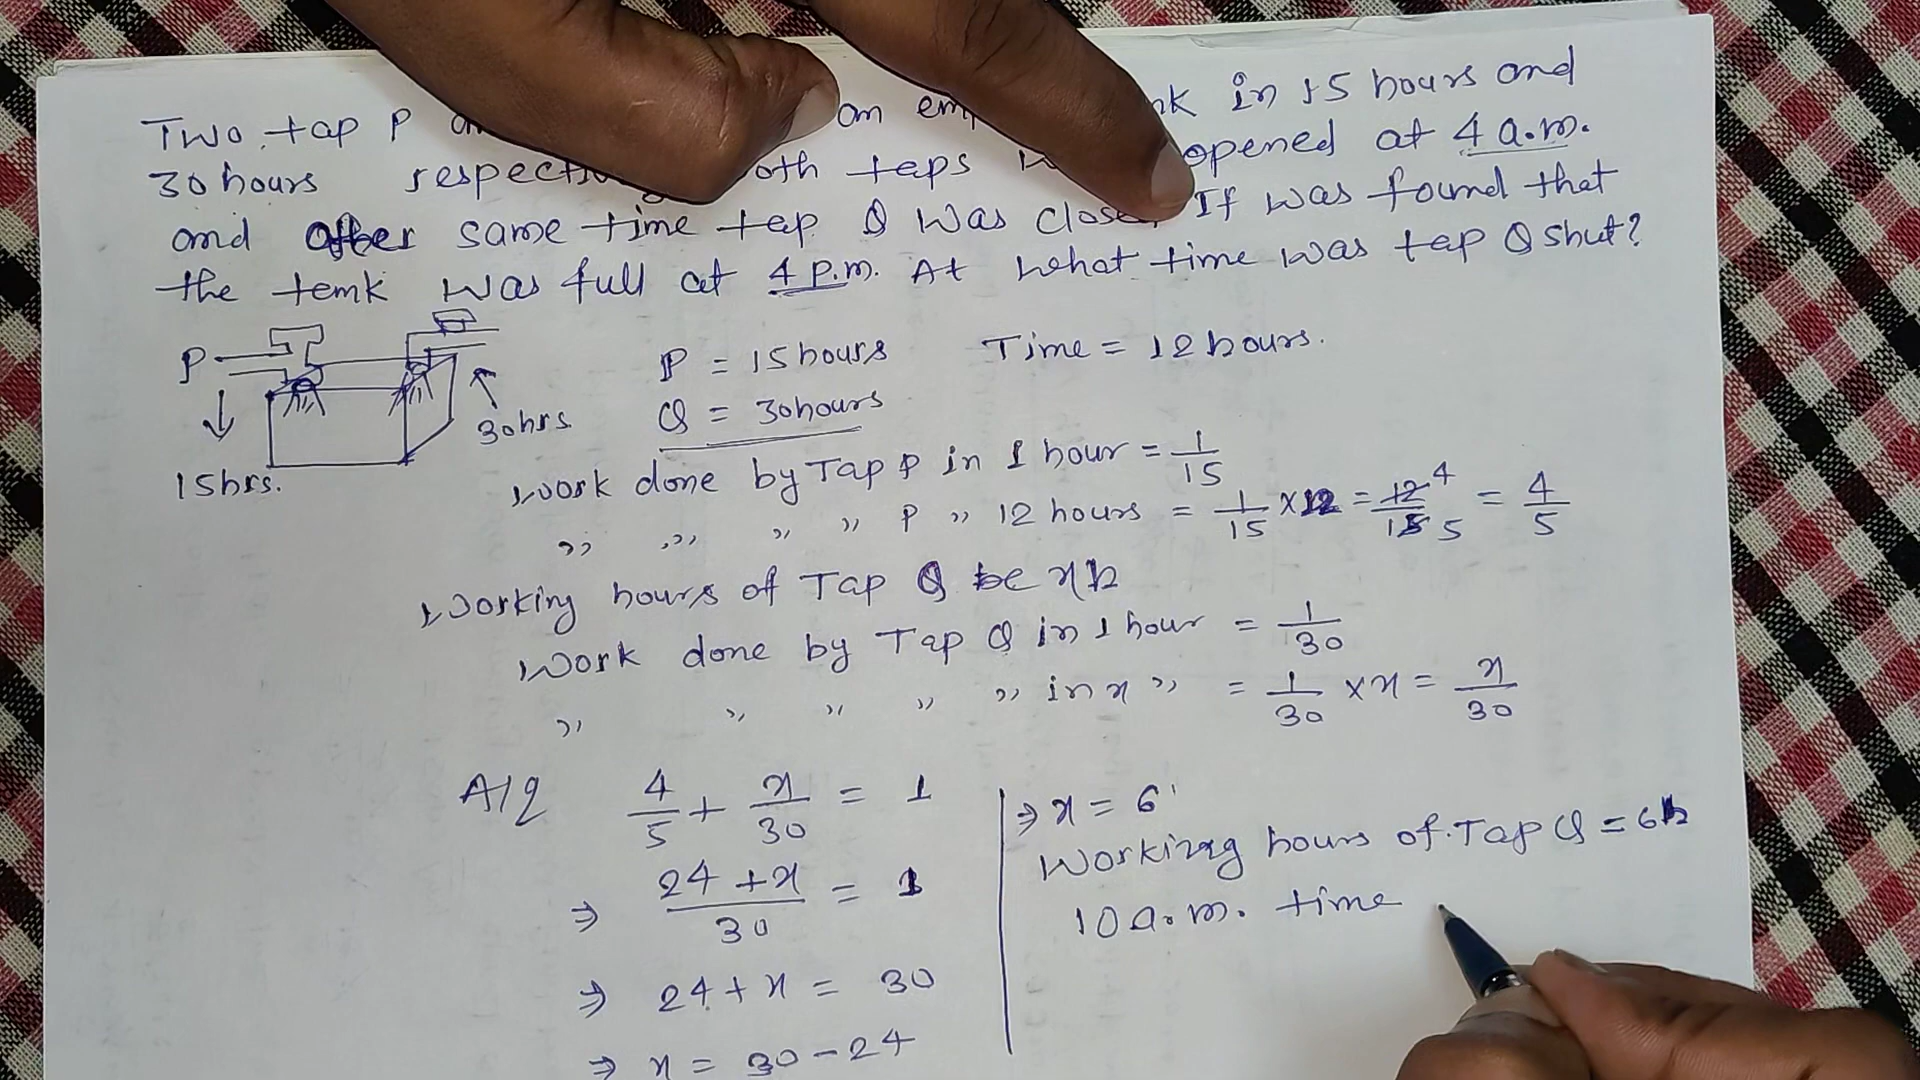 Two tap P an em nk in 15 hours and
30 hours respecti oth taps opened at 4 a.m.
and after some time tap Q was close If was found that
the tank was full at 4 P.m. At what time was tap Q shut?
P
30hrs
15hrs.
P = 15 hours Time = 12 hours.
Q = 30 hours
Work done by Tap P in 1 hour = 1/15
,, ,, ,, ,, P ,, 12 hours = 1/15 × 12 = 12/15 4 5 = 4/5
Working hours of Tap Q be x h
Work done by Tap Q in 1 hour = 1/30
,, ,, ,, ,, ,, in x ,, = 1/30 × x = x/30
A/q 4/5 + x/30 = 1
⇒ 24 + x / 30 = 1
⇒ 24 + x = 30
⇒ x = 30 - 24
⇒ x = 6
Working hours of Tap Q = 6h
10 a.m. time